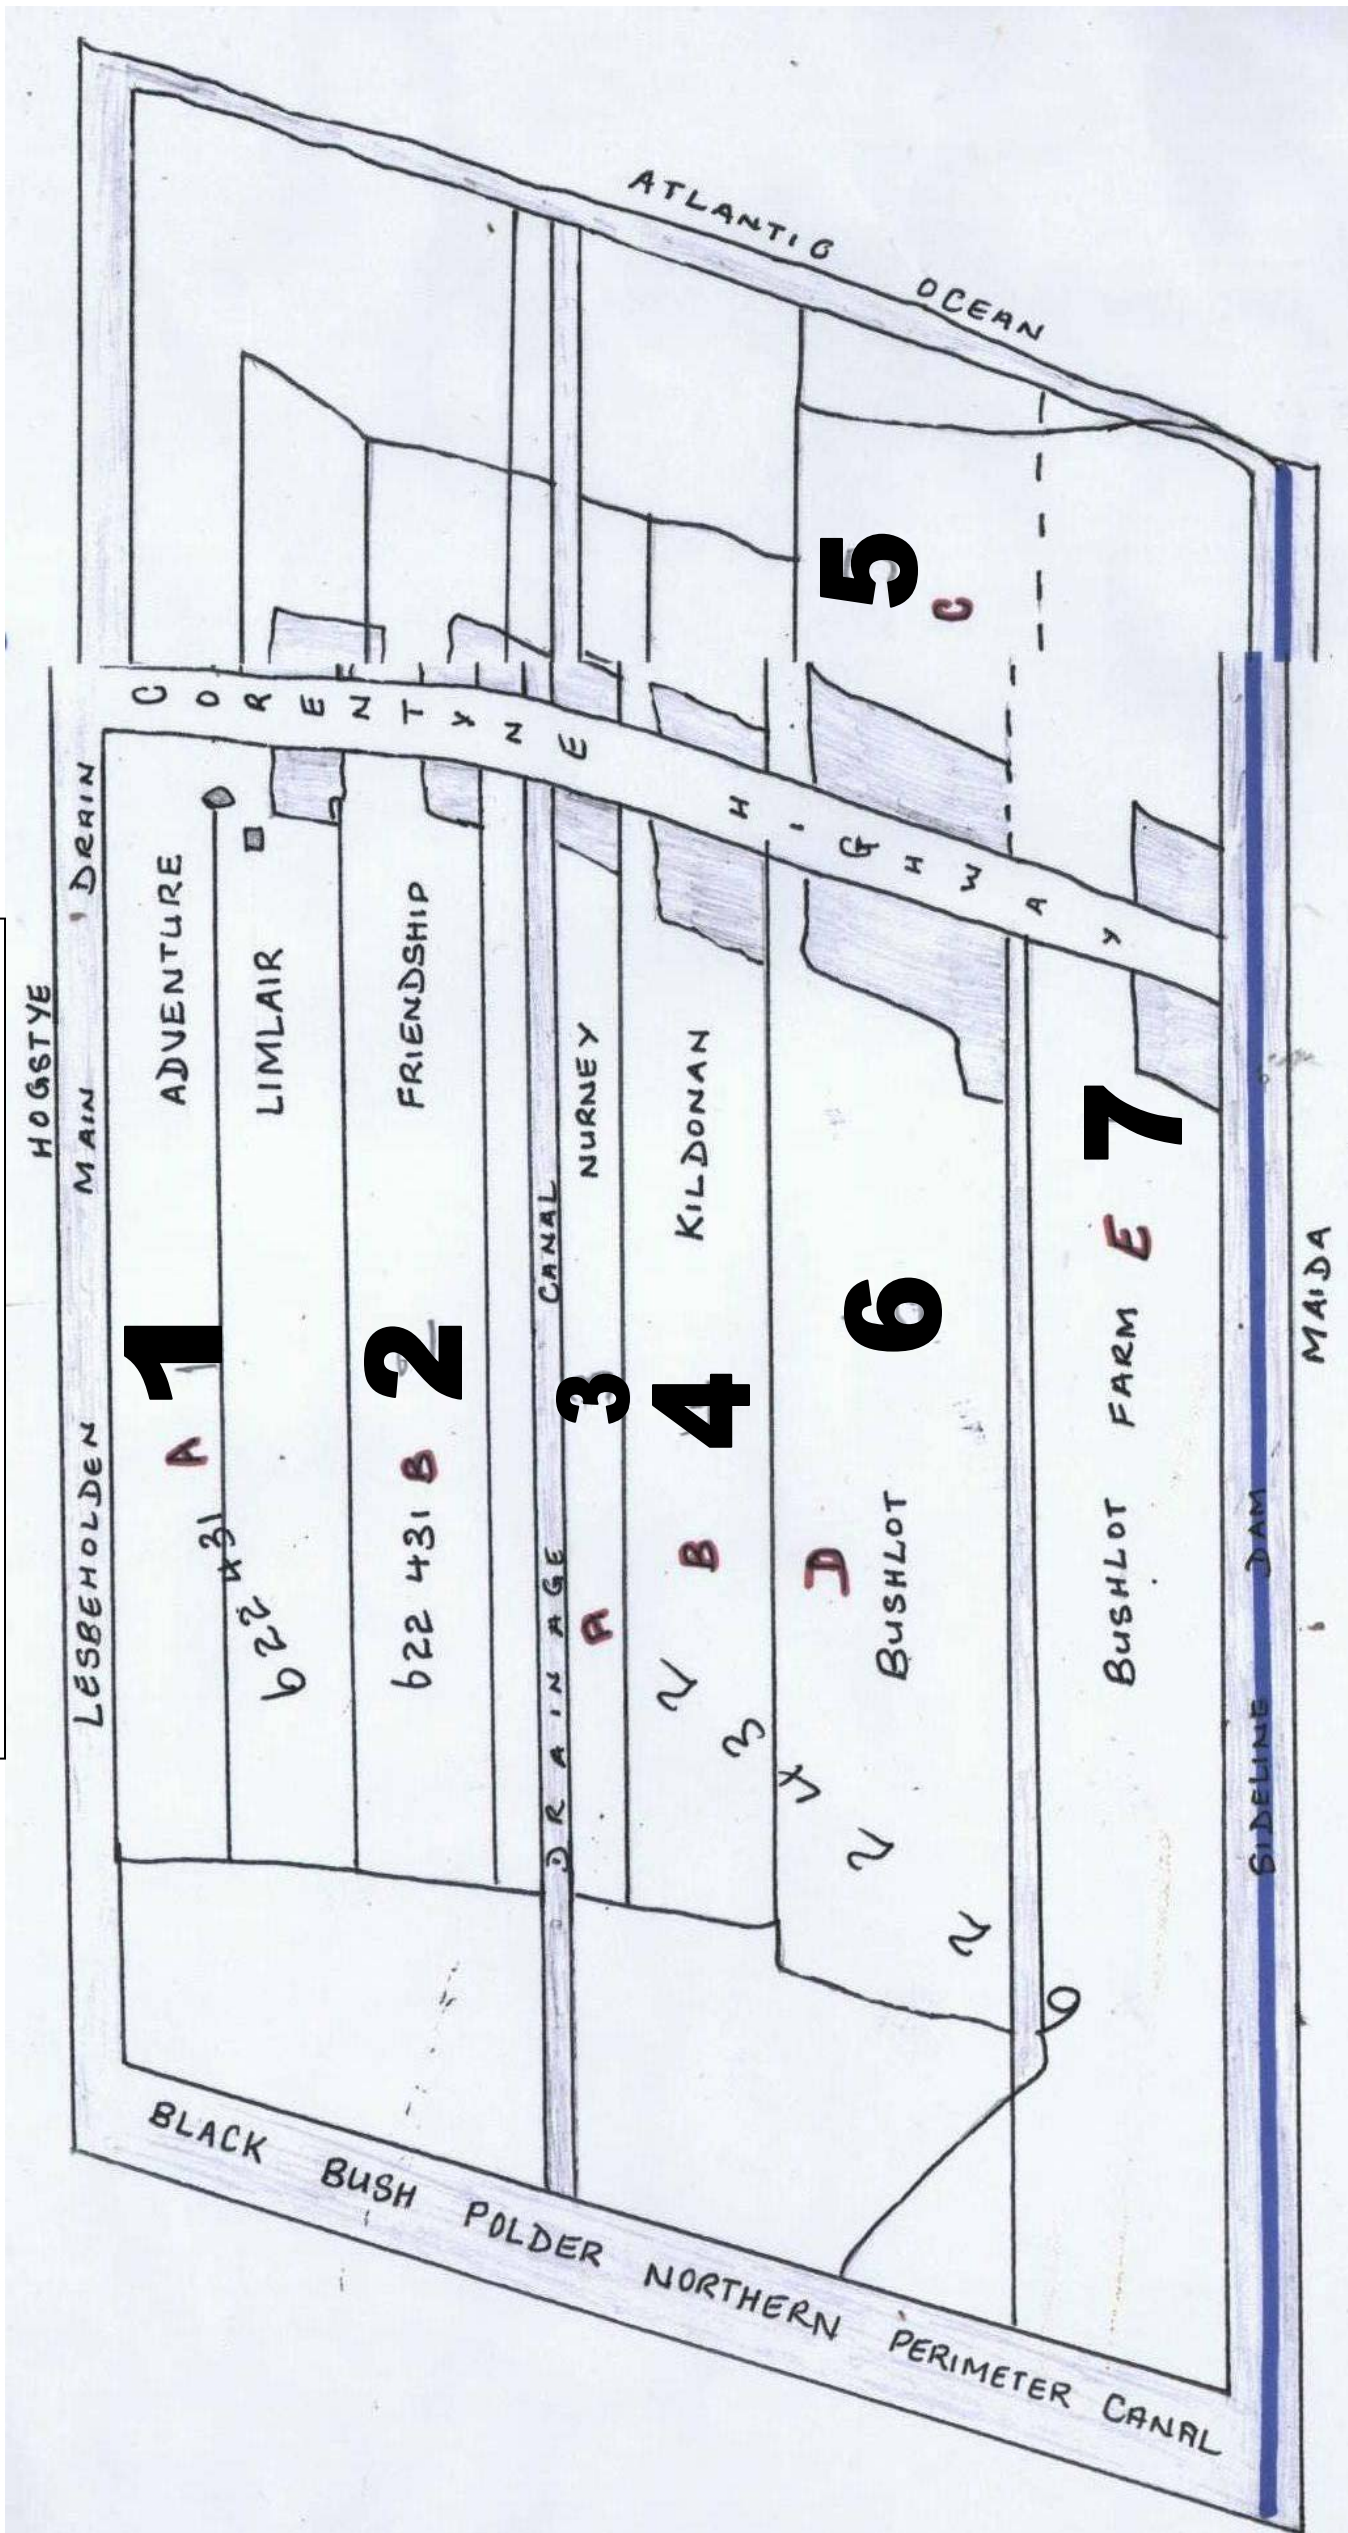 HOGSTYE
LESBEHOLDEN MAIN DRAIN
ATLANTIC OCEAN
CORENTYNE HIGHWAY
1
A
ADVENTURE
LIMLAIR
622 431
2
622 431 B
FRIENDSHIP
DRAINAGE CANAL
A
3
NURNEY
B
4
KILDONAN
5
C
D
6
BUSHLOT
BUSHLOT FARM E
7
SIDELINE DAM
MAIDA
BLACK BUSH POLDER NORTHERN PERIMETER CANAL